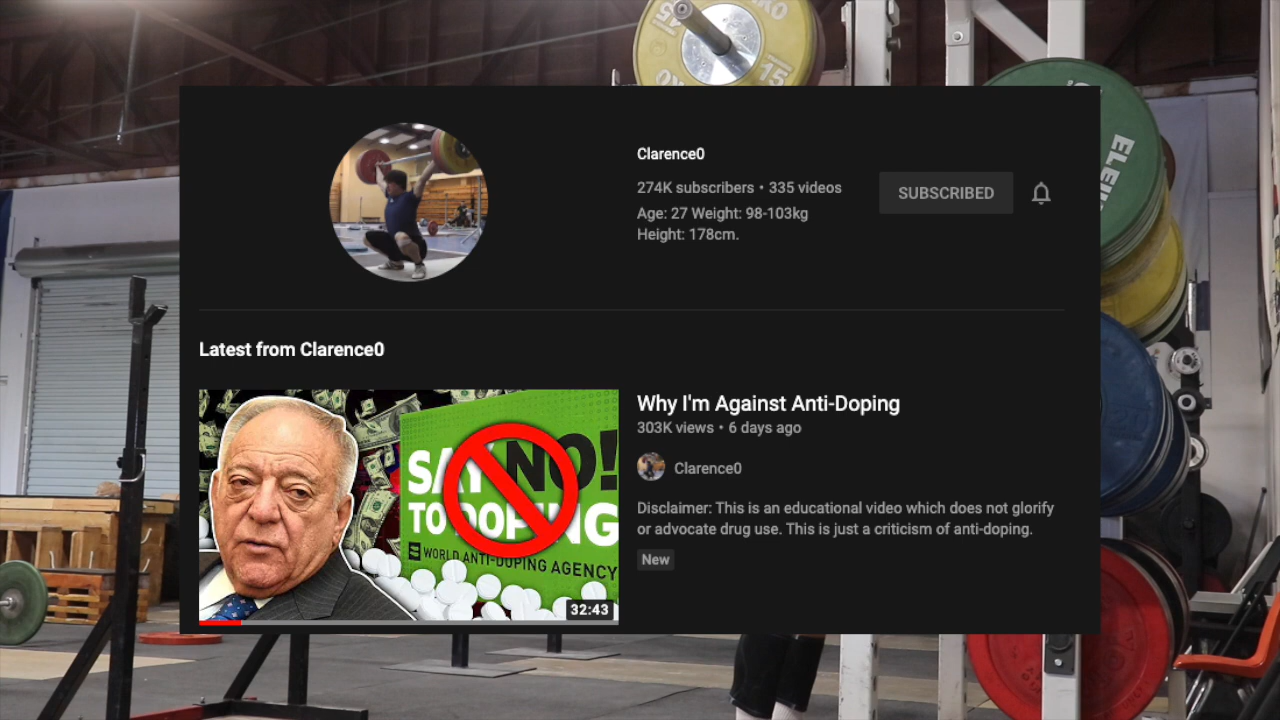 KO
15
ELEIK
Clarence0
274K subscribers • 335 videos
SUBSCRIBED
Age: 27 Weight: 98-103kg
Height: 178cm.
Latest from Clarence0
SAY NO!
TO DOPING
WORLD ANTI-DOPING AGENCY
32:43
Why I'm Against Anti-Doping
303K views • 6 days ago
Clarence0
Disclaimer: This is an educational video which does not glorify
or advocate drug use. This is just a criticism of anti-doping.
New